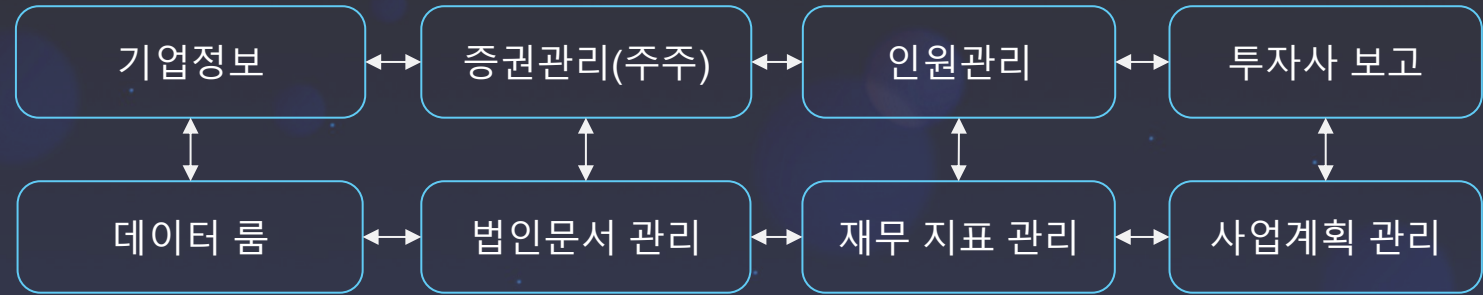 기업정보
증권관리(주주)
인원관리
투자사 보고
데이터 룸
법인문서 관리
재무 지표 관리
사업계획 관리